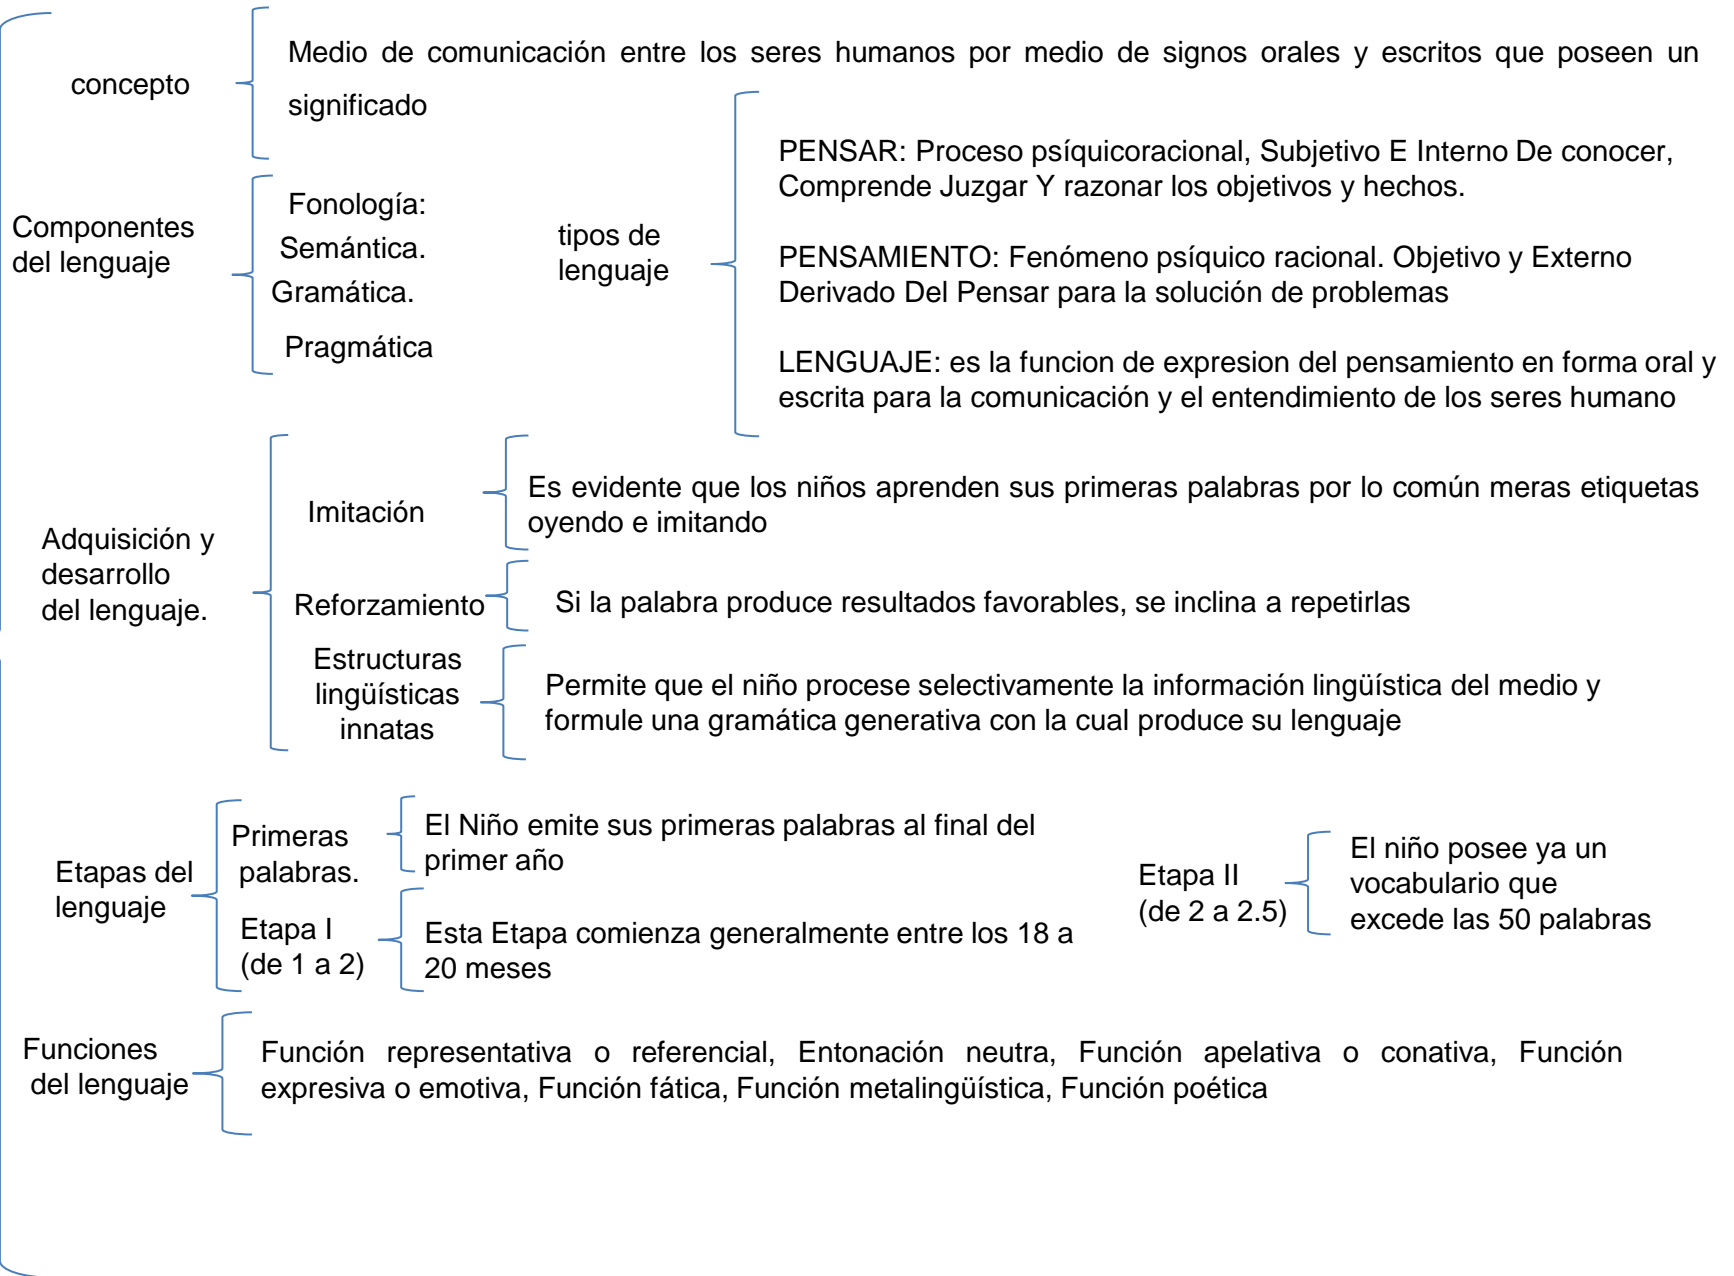 concepto
Medio de comunicación entre los seres humanos por medio de signos orales y escritos que poseen un
significado
Componentes
del lenguaje
Fonología:
Semántica.
Gramática.
Pragmática
tipos de
lenguaje
PENSAR: Proceso psíquicoracional, Subjetivo E Interno De conocer,
Comprende Juzgar Y razonar los objetivos y hechos.
PENSAMIENTO: Fenómeno psíquico racional. Objetivo y Externo
Derivado Del Pensar para la solución de problemas
LENGUAJE: es la funcion de expresion del pensamiento en forma oral y
escrita para la comunicación y el entendimiento de los seres humano
Adquisición y
desarrollo
del lenguaje.
Imitación
Es evidente que los niños aprenden sus primeras palabras por lo común meras etiquetas
oyendo e imitando
Reforzamiento
Si la palabra produce resultados favorables, se inclina a repetirlas
Estructuras
lingüísticas
innatas
Permite que el niño procese selectivamente la información lingüística del medio y
formule una gramática generativa con la cual produce su lenguaje
Etapas del
lenguaje
Primeras
palabras.
El Niño emite sus primeras palabras al final del
primer año
Etapa I
(de 1 a 2)
Esta Etapa comienza generalmente entre los 18 a
20 meses
Etapa II
(de 2 a 2.5)
El niño posee ya un
vocabulario que
excede las 50 palabras
Funciones
del lenguaje
Función representativa o referencial, Entonación neutra, Función apelativa o conativa, Función
expresiva o emotiva, Función fática, Función metalingüística, Función poética